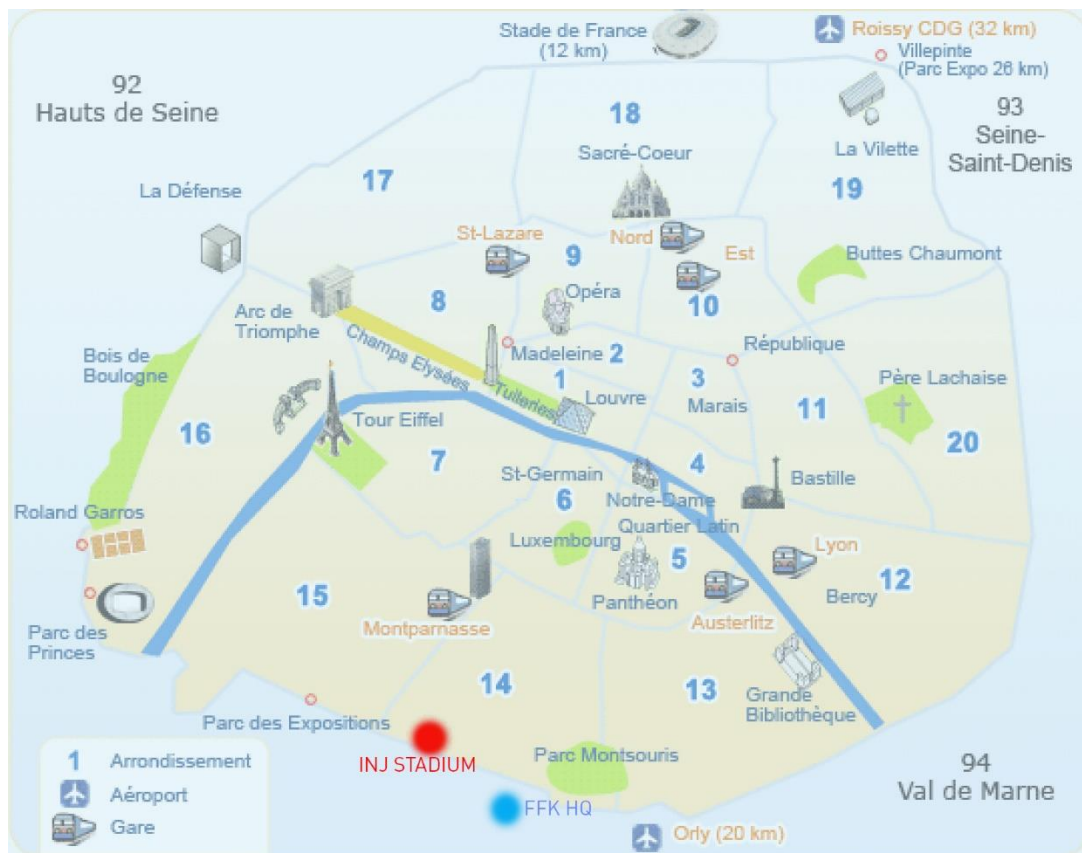 Stade de France
(12 km)
Roissy CDG (32 km)
Villepinte
(Parc Expo 26 km)
92
Hauts de Seine
93
Seine-
Saint-Denis
18
Sacré-Coeur
La Vilette
17
19
La Défense
St-Lazare
Nord
Est
9
Buttes Chaumont
8
Opéra
10
Arc de
Triomphe
Champs Elysées
Madeleine
2
République
Bois de
Boulogne
Tuileries
1
Louvre
3
Marais
11
Père Lachaise
16
Tour Eiffel
20
7
St-Germain
4
Bastille
6
Notre-Dame
Roland Garros
Quartier Latin
Luxembourg
5
Lyon
12
15
Panthéon
Bercy
Montparnasse
Austerlitz
Parc des
Princes
14
13
Grande
Bibliothèque
Parc des Expositions
INJ STADIUM
Parc Montsouris
94
Val de Marne
FFK HQ
Orly (20 km)
1 Arrondissement
Aéroport
Gare